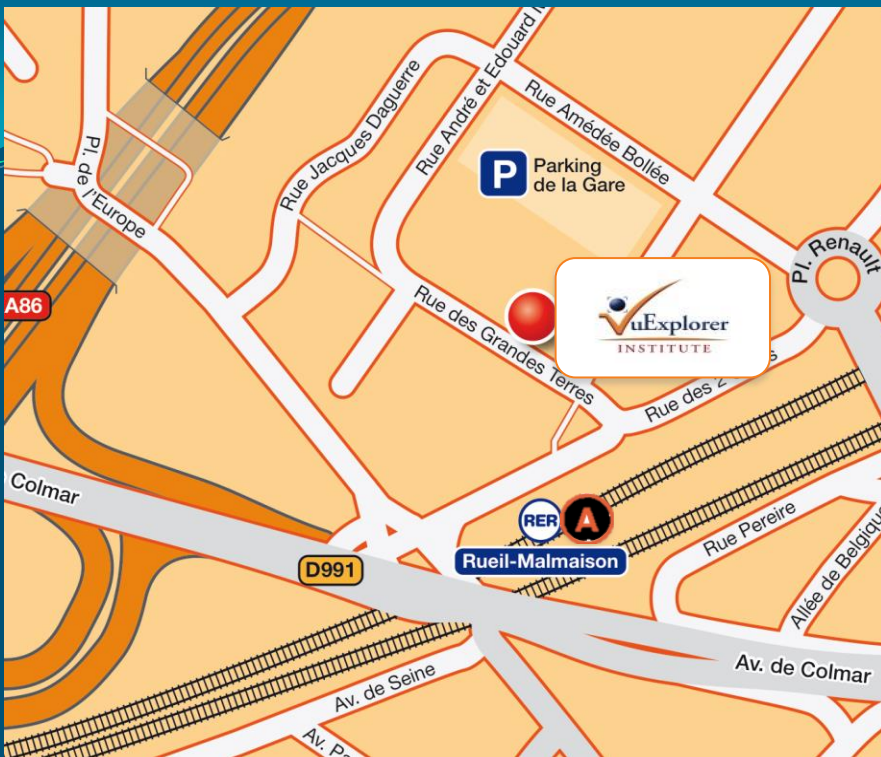 Rue Jacques Daguerre
Rue André et Edouard
Rue Amédée Bollée
P
Parking
de la Gare
Pl. de l'Europe
Pl. Renault
A86
Rue des Grandes Terres
VuExplorer
INSTITUTE
Rue des 2
Colmar
D991
RER
A
Rueil-Malmaison
Rue Pereire
Allée de Belgique
Av. de Colmar
Av. de Seine
Av.